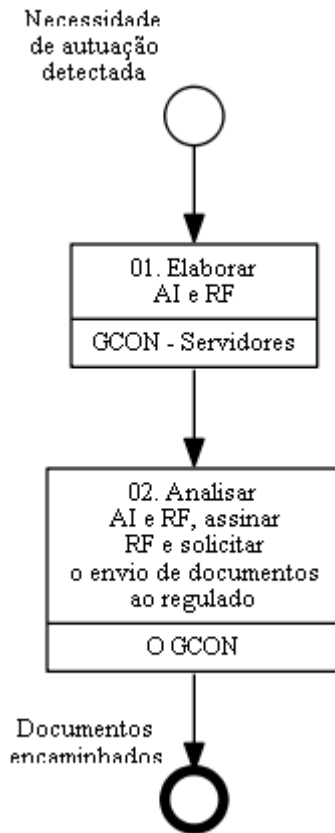 Necessidade
de autuação
detectada
01. Elaborar
AI e RF
GCON - Servidores
02. Analisar
AI e RF, assinar
RF e solicitar
o envio de documentos
ao regulado
O GCON
Documentos
encaminhados